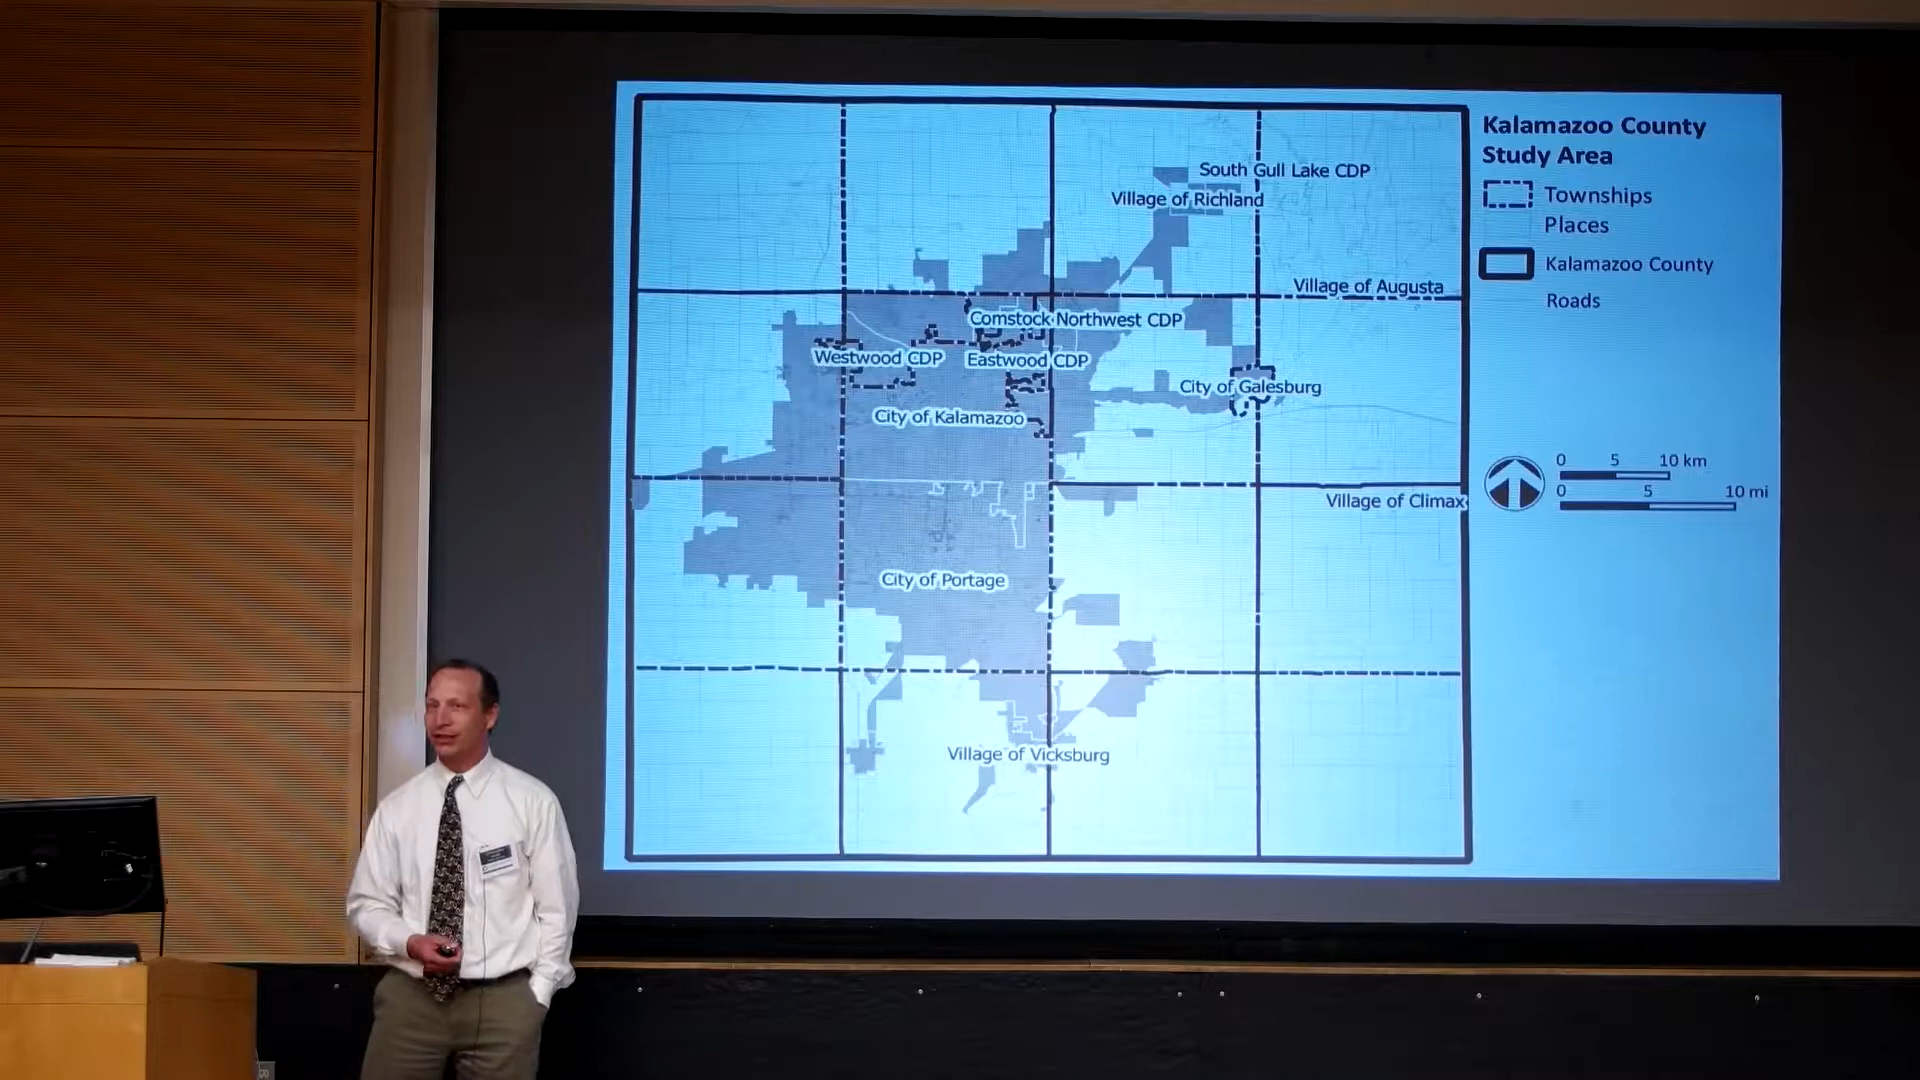 Kalamazoo County
Study Area
Townships
Places
Kalamazoo County
Roads
0 5 10 km
0 5 10 mi
South Gull Lake CDP
Village of Richland
Village of Augusta
Comstock Northwest CDP
Westwood CDP
Eastwood CDP
City of Galesburg
City of Kalamazoo
Village of Climax
City of Portage
Village of Vicksburg